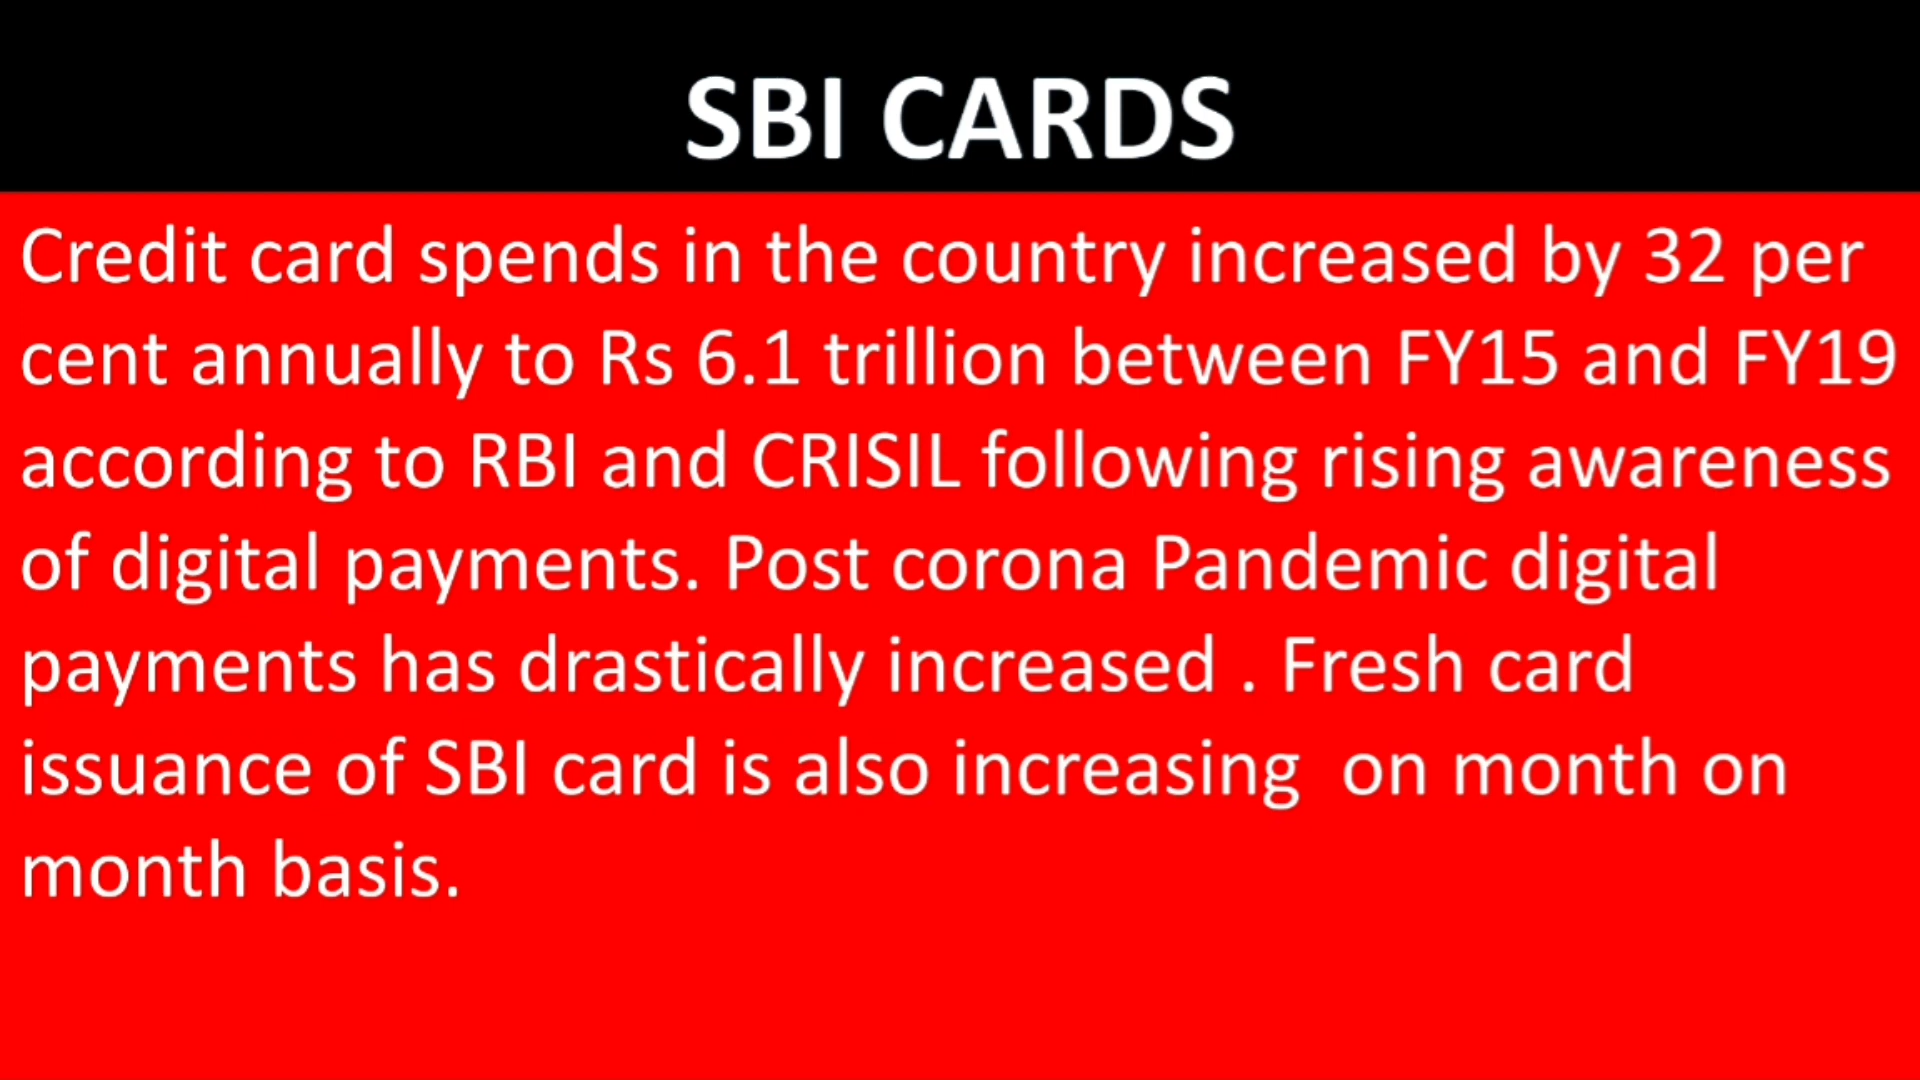 SBI CARDS
Credit card spends in the country increased by 32 per
cent annually to Rs 6.1 trillion between FY15 and FY19
according to RBI and CRISIL following rising awareness
of digital payments. Post corona Pandemic digital
payments has drastically increased . Fresh card
issuance of SBI card is also increasing  on month on
month basis.